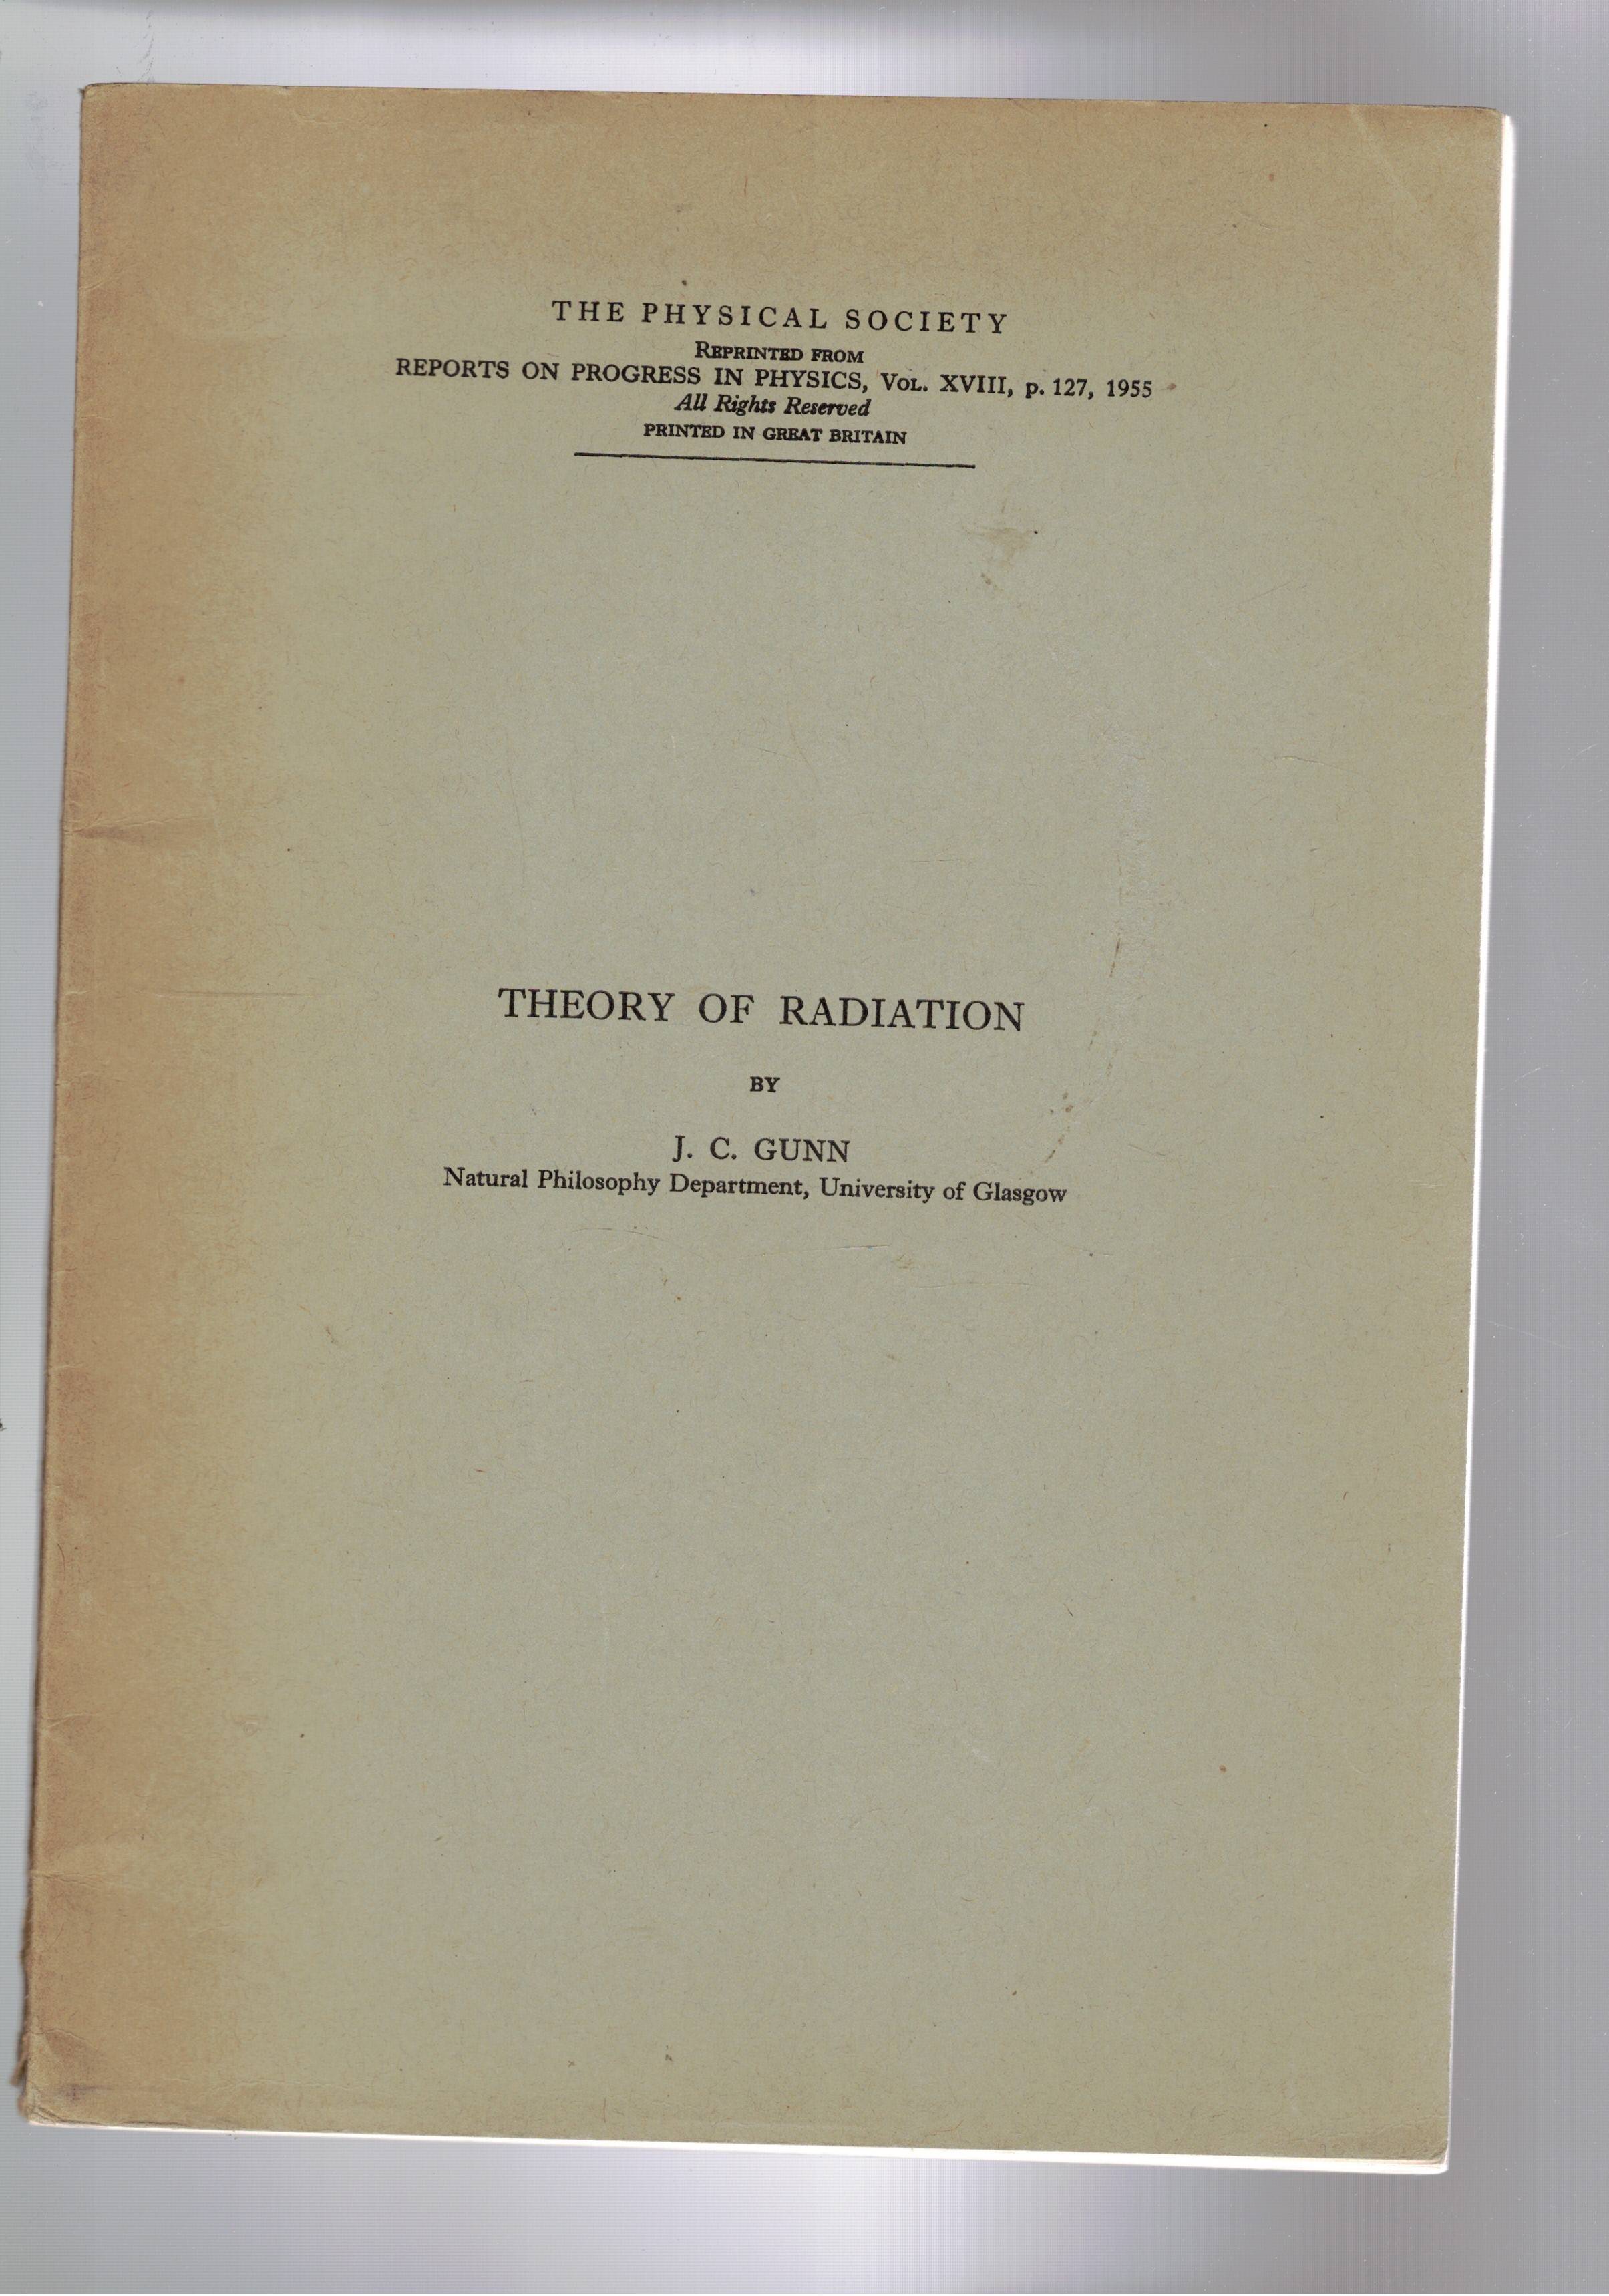 THE PHYSICAL SOCIETY
REPRINTED FROM
REPORTS ON PROGRESS IN PHYSICS, VOL. XVIII, p. 127, 1955
All Rights Reserved
PRINTED IN GREAT BRITAIN
THEORY OF RADIATION
BY
J. C. GUNN
Natural Philosophy Department, University of Glasgow